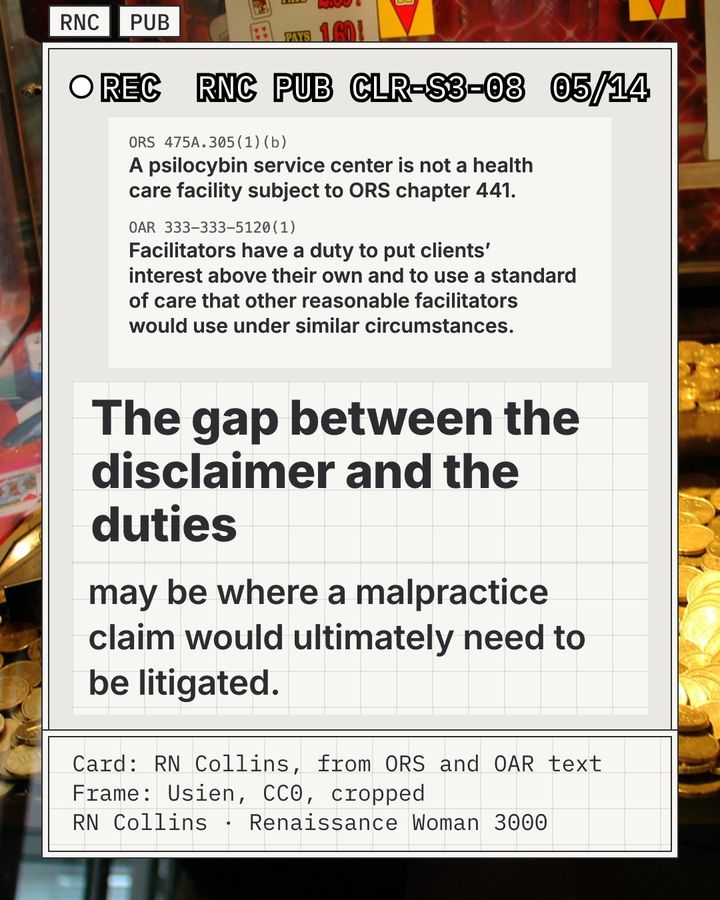 PAYS 1.60
RNC PUB
REC RNC PUB CLR-S3-08 05/14
ORS 475A.305(1)(b)
A psilocybin service center is not a health
care facility subject to ORS chapter 441.
OAR 333-333-5120(1)
Facilitators have a duty to put clients’
interest above their own and to use a standard
of care that other reasonable facilitators
would use under similar circumstances.
The gap between the
disclaimer and the
duties
may be where a malpractice
claim would ultimately need to
be litigated.
Card: RN Collins, from ORS and OAR text
Frame: Usien, CC0, cropped
RN Collins · Renaissance Woman 3000